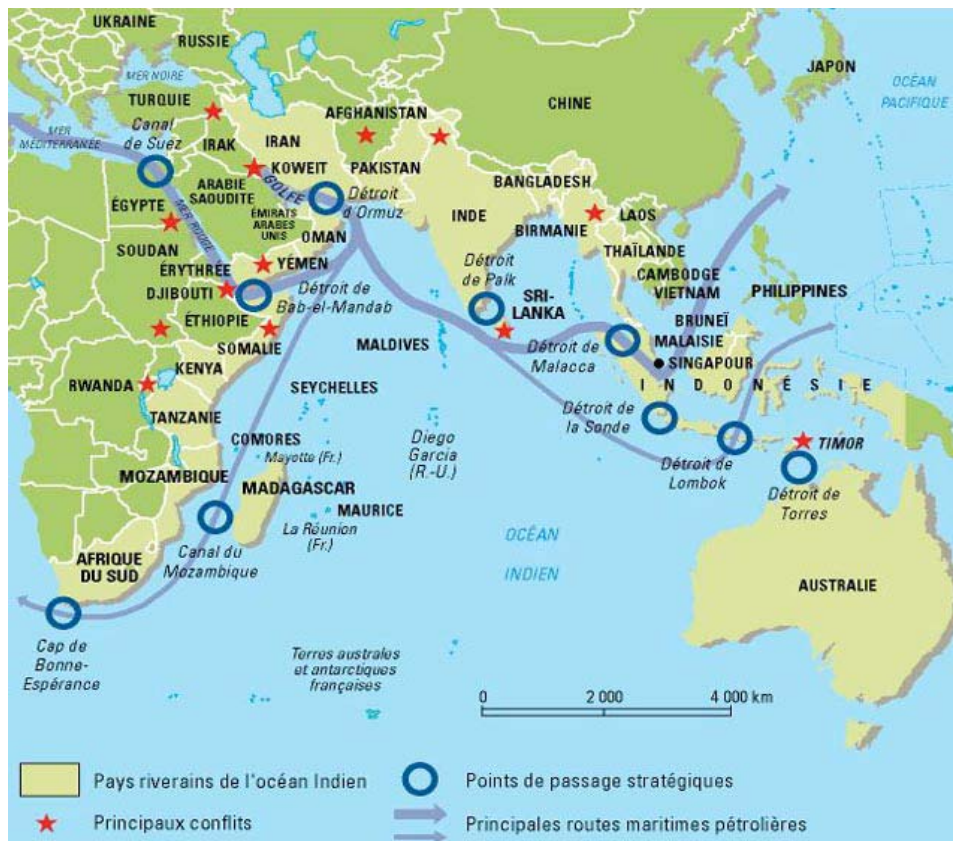 UKRAINE
RUSSIE
JAPON
OCÉAN
PACIFIQUE
MER NOIRE
TURQUIE
AFGHANISTAN
CHINE
Canal
de Suez
MER
MÉDITERRANÉE
IRAK
IRAN
KOWEIT
PAKISTAN
GOLFE
Détroit
d'Ormuz
BANGLADESH
ÉGYPTE
ARABIE
SAOUDITE
MER ROUGE
ÉMIRATS
ARABES
UNIS
OMAN
INDE
BIRMANIE
LAOS
SOUDAN
ÉRYTHRÉE
YÉMEN
THAÏLANDE
DJIBOUTI
Détroit de
Bab-el-Mandab
Détroit
de Palk
SRI-
LANKA
CAMBODGE
VIETNAM
PHILIPPINES
ÉTHIOPIE
SOMALIE
MALDIVES
Détroit de
Malacca
BRUNEÏ
MALAISIE
SINGAPOUR
KENYA
RWANDA
SEYCHELLES
INDONÉSIE
TANZANIE
COMORES
Mayotte (Fr.)
Diego
Garcia
(R.-U.)
Détroit de
la Sonde
TIMOR
Détroit de
Lombok
Détroit de
Torres
MOZAMBIQUE
MADAGASCAR
MAURICE
La Réunion
(Fr.)
Canal du
Mozambique
OCÉAN
INDIEN
AFRIQUE
DU SUD
AUSTRALIE
Cap de
Bonne-
Espérance
Terres australes
et antarctiques
françaises
0 2 000 4 000 km
Pays riverains de l'océan Indien
Points de passage stratégiques
Principaux conflits
Principales routes maritimes pétrolières